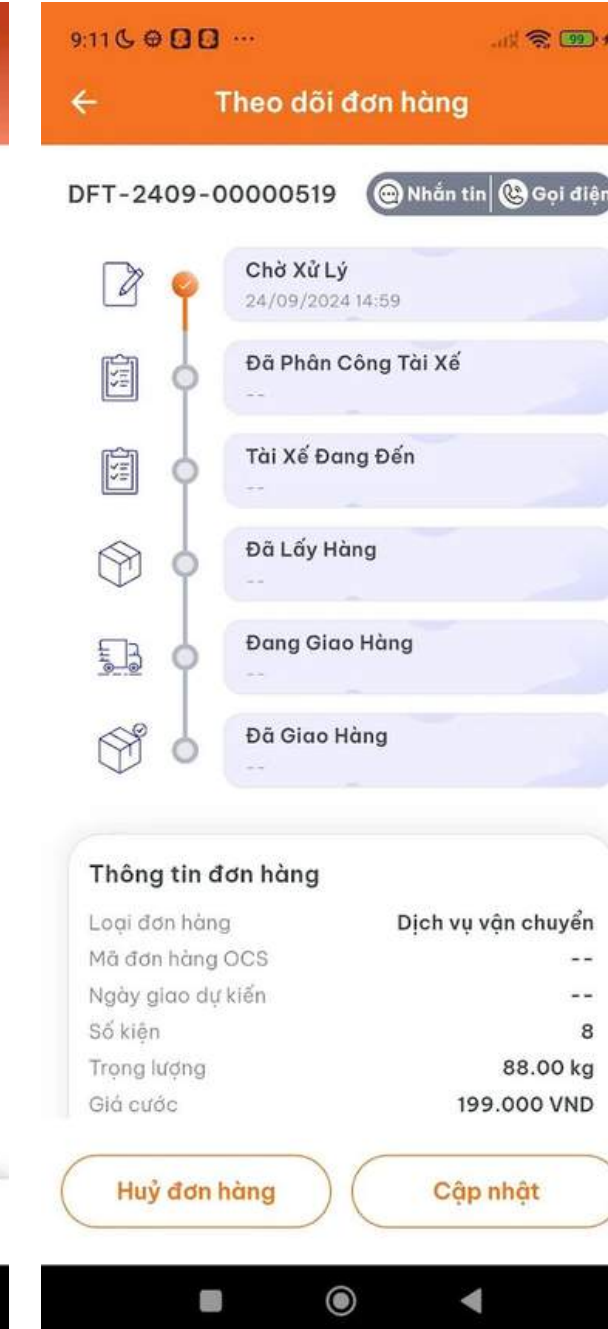 9:11
99
Theo dõi đơn hàng
DFT-2409-00000519
Nhắn tin
Gọi điện
Chờ Xử Lý
24/09/2024 14:59
Đã Phân Công Tài Xế
--
Tài Xế Đang Đến
--
Đã Lấy Hàng
--
Đang Giao Hàng
--
Đã Giao Hàng
--
Thông tin đơn hàng
Loại đơn hàng Dịch vụ vận chuyển
Mã đơn hàng OCS --
Ngày giao dự kiến --
Số kiện 8
Trọng lượng 88.00 kg
Giá cước 199.000 VND
Huỷ đơn hàng
Cập nhật